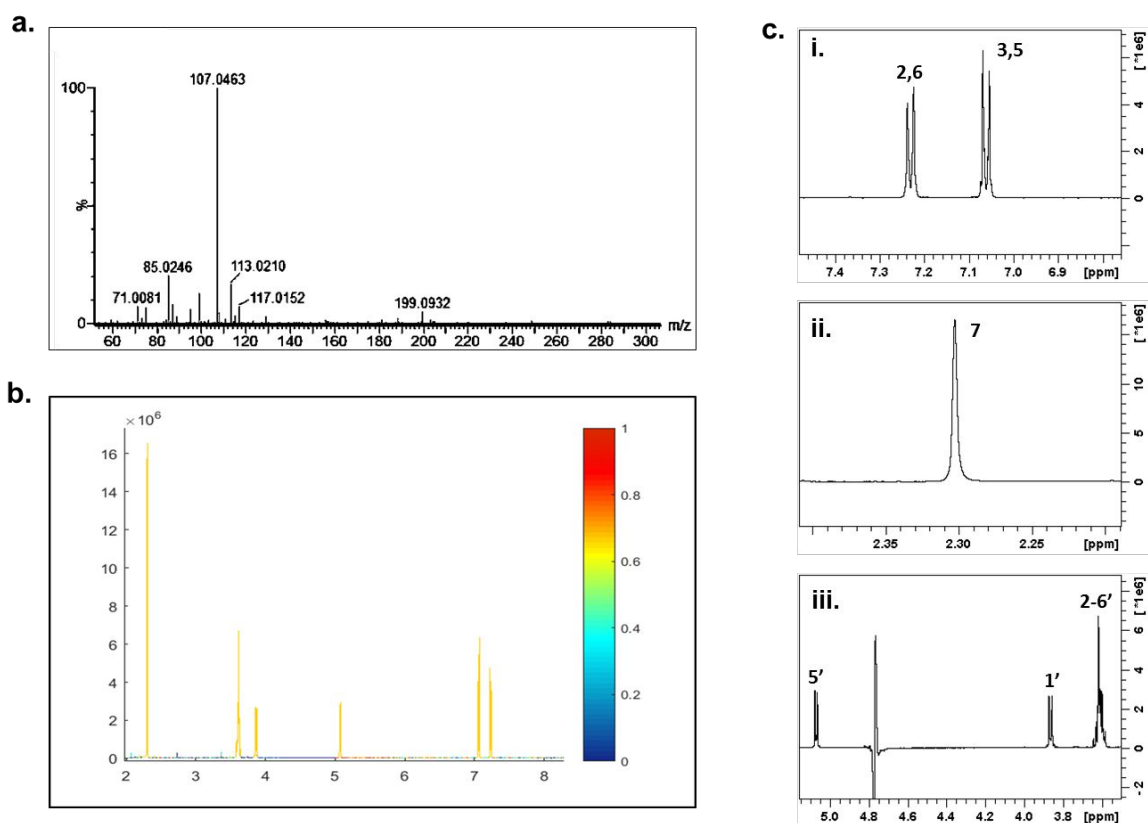 a.
107.0463
100
%
85.0246
113.0210
71.0081
117.0152
199.0932
0
m/z
60 80 100 120 140 160 180 200 220 240 260 280 300
b.
×10^6
16
14
12
10
8
6
4
2
0
2 3 4 5 6 7 8
1
0.8
0.6
0.4
0.2
0
c.
i.
2,6
3,5
[ *1e6]
4
2
0
7.4 7.3 7.2 7.1 7.0 6.9 [ppm]
ii.
7
[ *1e6]
10
5
0
2.35 2.30 2.25 [ppm]
iii.
2-6'
5'
1'
[ *1e6]
6
4
2
0
-2
5.0 4.8 4.6 4.4 4.2 4.0 3.8 [ppm]